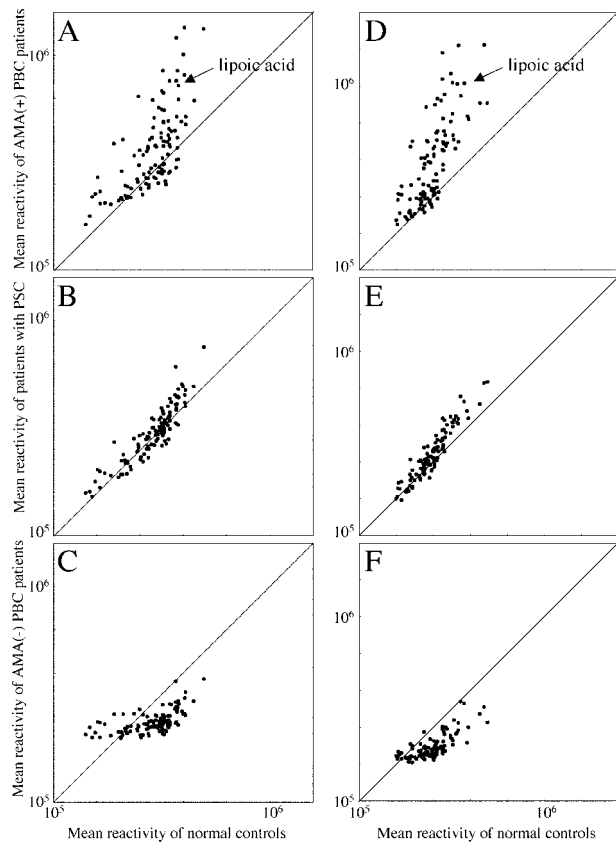 A
10⁶
lipoic acid
10⁵
Mean reactivity of AMA(+) PBC patients
D
10⁶
lipoic acid
10⁵
B
10⁶
10⁵
Mean reactivity of patients with PSC
E
10⁶
10⁵
C
10⁶
10⁵
Mean reactivity of AMA(-) PBC patients
10⁵
10⁶
Mean reactivity of normal controls
F
10⁶
10⁵
10⁵
10⁶
Mean reactivity of normal controls